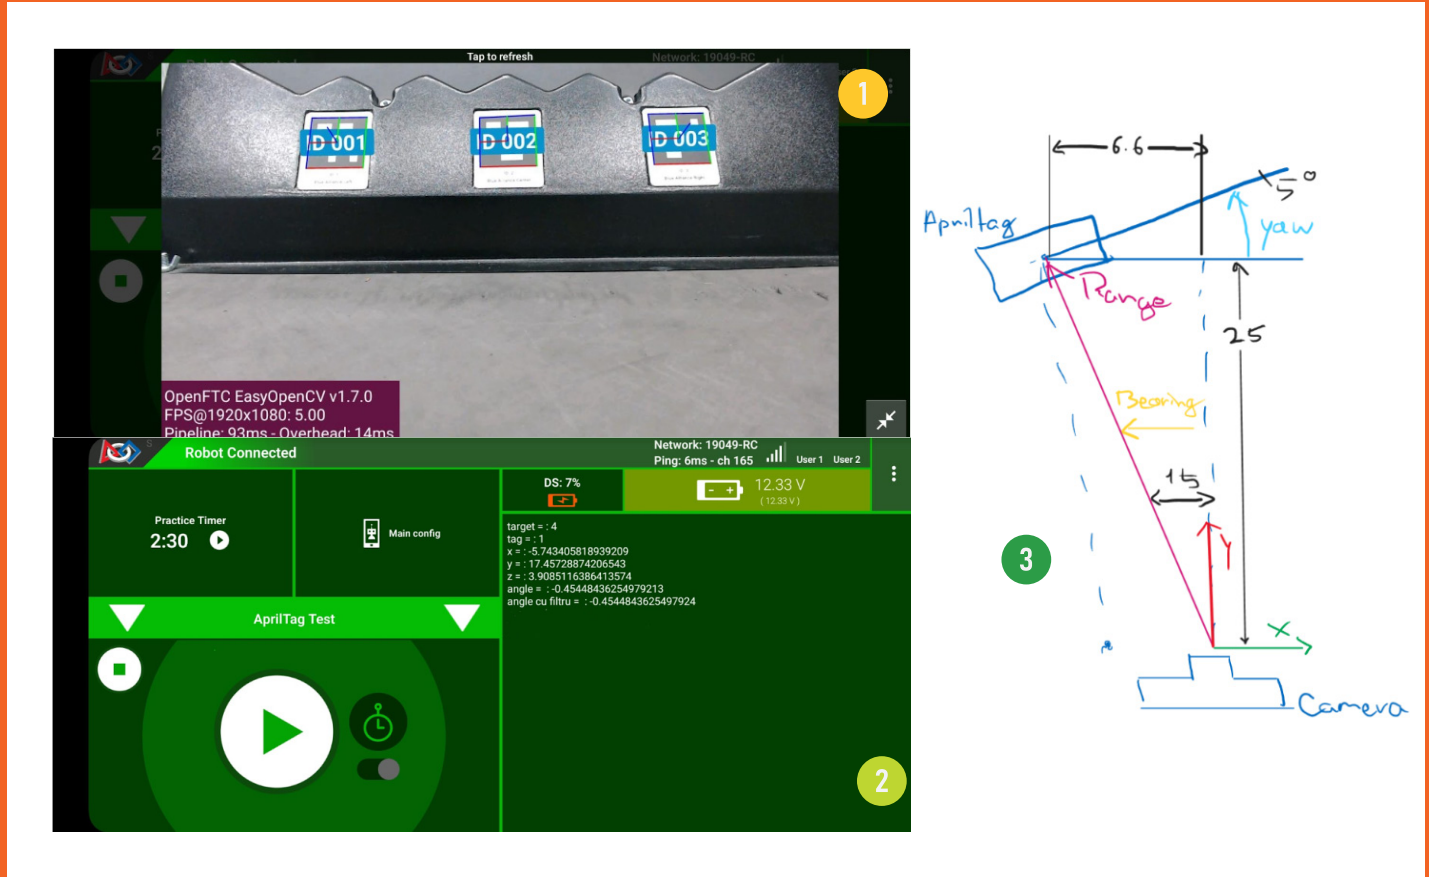 Tap to refresh
Network: 19049-RC
1
ID 001
ID 002
ID 003
OpenFTC EasyOpenCV v1.7.0
FPS@1920x1080: 5.00
Pipeline: 93ms - Overhead: 14ms
Robot Connected
Network: 19049-RC
Ping: 6ms - ch 165
User 1 User 2
DS: 7%
12.33 V
( 12.33 V )
Practice Timer
2:30
Main config
AprilTag Test
target = : 4
tag = : 1
x = : -5.743405818939209
y = : 17.45728874206543
z = : 3.9085116386413574
angle = : -0.45448436254979213
angle cu filtru = : -0.4544843625497924
2
6.6
5°
AprilTag
yaw
Range
25
Bearing
15
3
Y
X
Camera